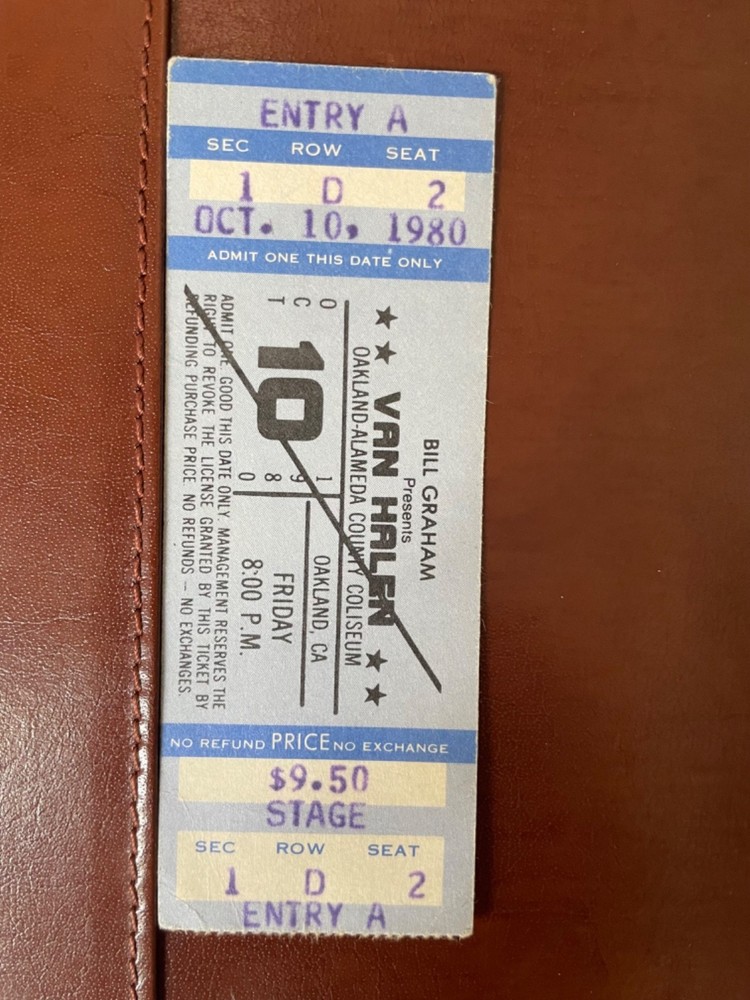 ENTRY A
SEC ROW SEAT
1 D 2
OCT. 10, 1980
ADMIT ONE THIS DATE ONLY
BILL GRAHAM
Presents
★★ VAN HALEN ★★
OAKLAND-ALAMEDA COUNTY COLISEUM
OCT
10
1980
OAKLAND, CA
FRIDAY
8:00 P.M.
ADMIT ONE. GOOD THIS DATE ONLY. MANAGEMENT RESERVES THE
RIGHT TO REVOKE THE LICENSE GRANTED BY THIS TICKET BY
REFUNDING PURCHASE PRICE NO REFUNDS – NO EXCHANGES.
NO REFUND PRICE NO EXCHANGE
$9.50
STAGE
SEC ROW SEAT
1 D 2
ENTRY A